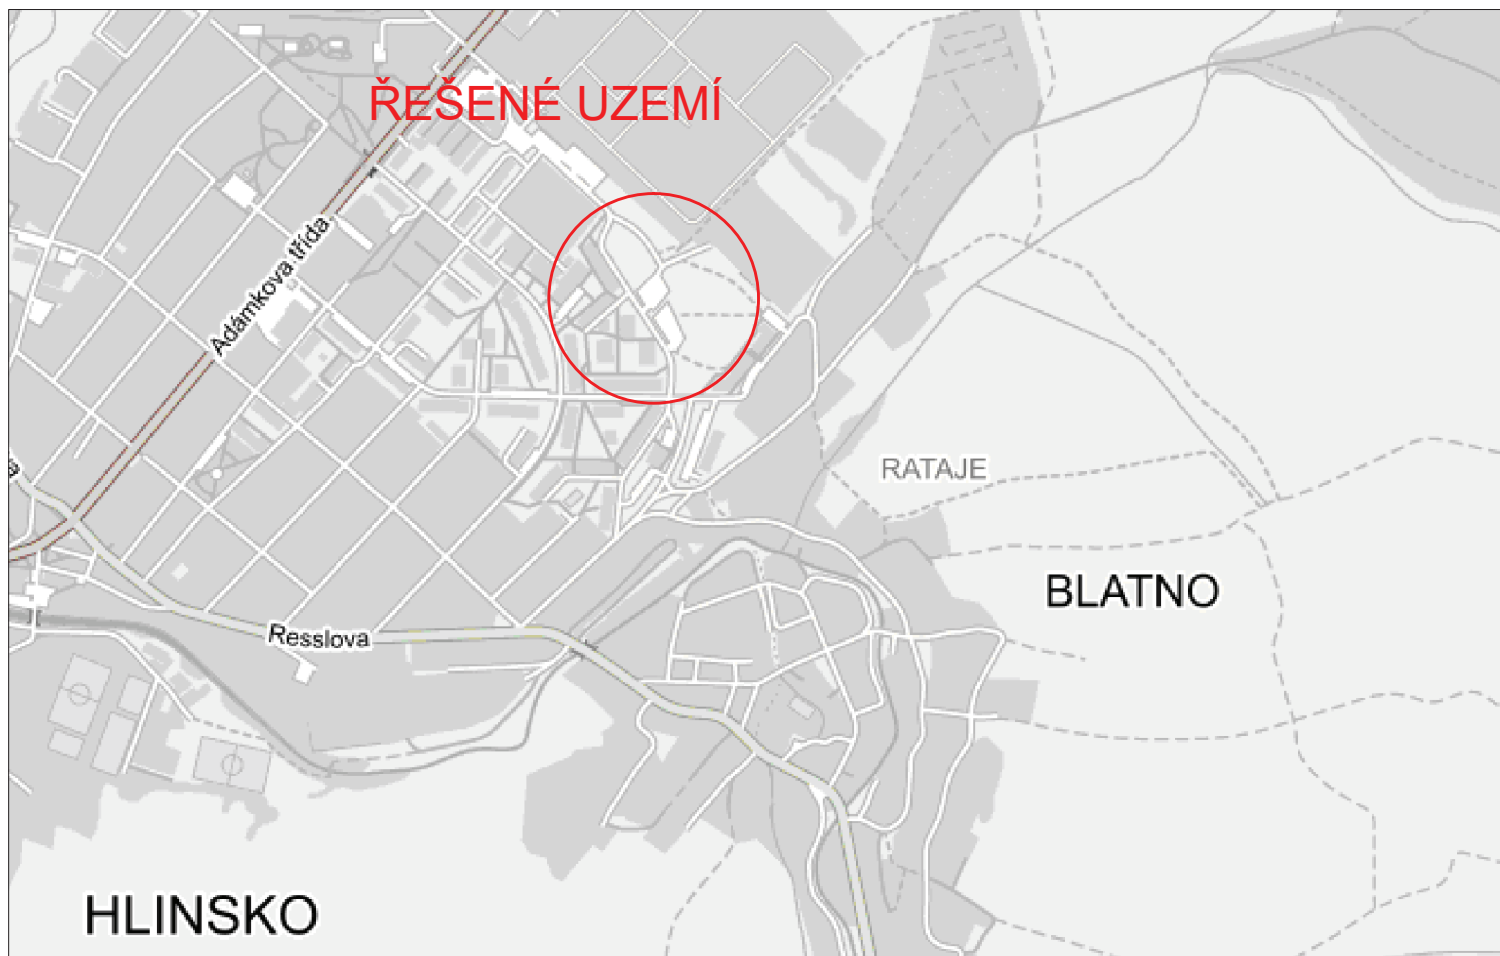 ŘEŠENÉ UZEMÍ
Adámkova třída
RATAJE
BLATNO
Resslova
HLINSKO